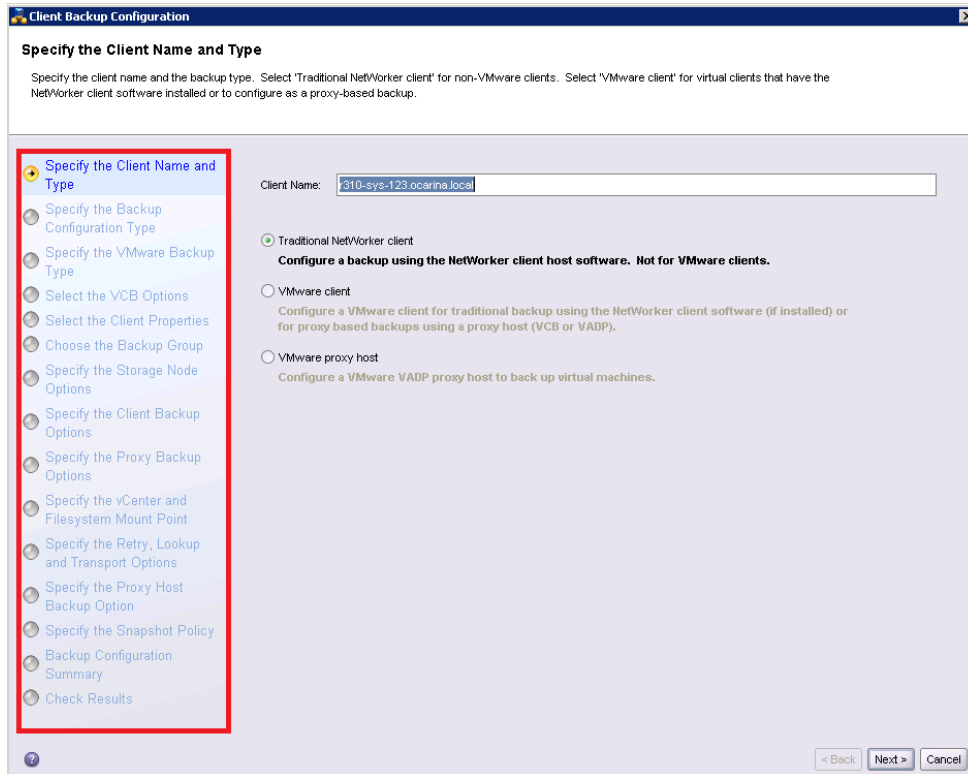 Client Backup Configuration
Specify the Client Name and Type
Specify the client name and the backup type. Select 'Traditional NetWorker client' for non-VMware clients. Select 'VMware client' for virtual clients that have the
NetWorker client software installed or to configure as a proxy-based backup.
Specify the Client Name and
Type
Specify the Backup
Configuration Type
Specify the VMware Backup
Type
Select the VCB Options
Select the Client Properties
Choose the Backup Group
Specify the Storage Node
Options
Specify the Client Backup
Options
Specify the Proxy Backup
Options
Specify the vCenter and
Filesystem Mount Point
Specify the Retry, Lookup
and Transport Options
Specify the Proxy Host
Backup Option
Specify the Snapshot Policy
Backup Configuration
Summary
Check Results
Client Name: r310-sys-123.ocarina.local
Traditional NetWorker client
Configure a backup using the NetWorker client host software. Not for VMware clients.
VMware client
Configure a VMware client for traditional backup using the NetWorker client software (if installed) or
for proxy based backups using a proxy host (VCB or VADP).
VMware proxy host
Configure a VMware VADP proxy host to back up virtual machines.
?
< Back Next > Cancel